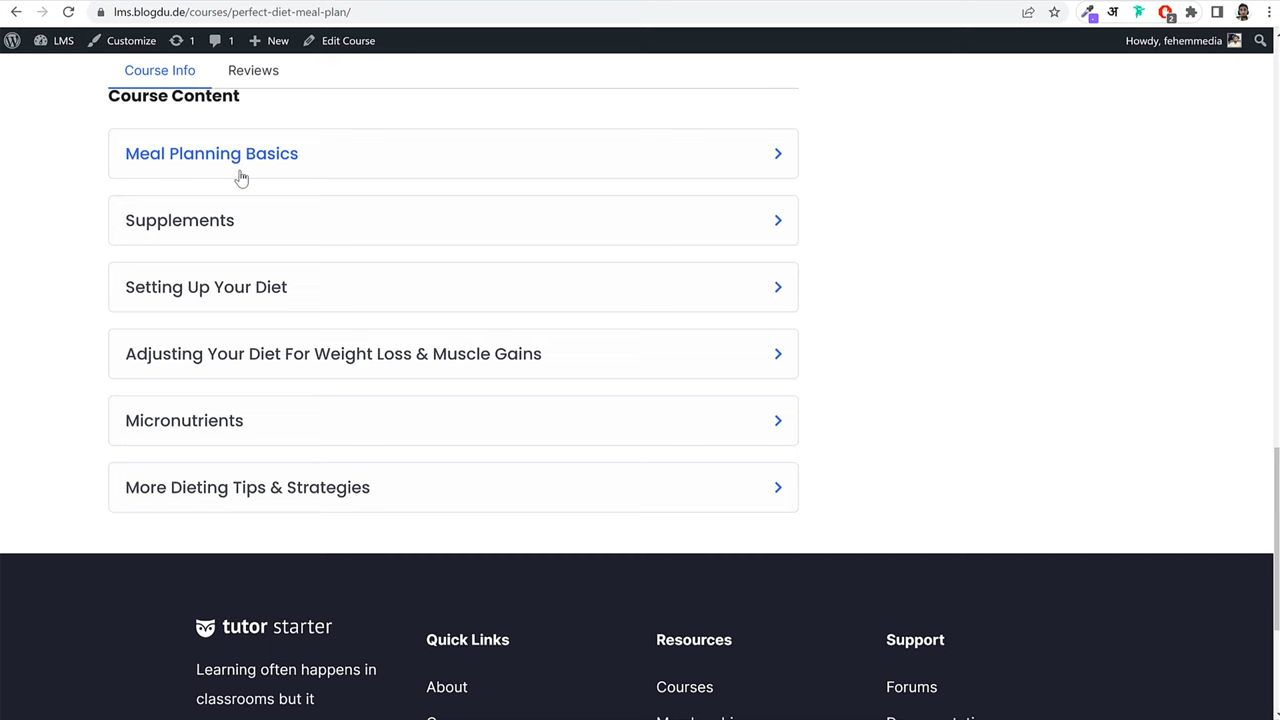 lms.blogdu.de/courses/perfect-diet-meal-plan/
LMS Customize 1 1 New Edit Course Howdy, fehemmedia
Course Info Reviews
Course Content
Meal Planning Basics
Supplements
Setting Up Your Diet
Adjusting Your Diet For Weight Loss & Muscle Gains
Micronutrients
More Dieting Tips & Strategies
tutor starter
Quick Links Resources Support
Learning often happens in
classrooms but it
About Courses Forums